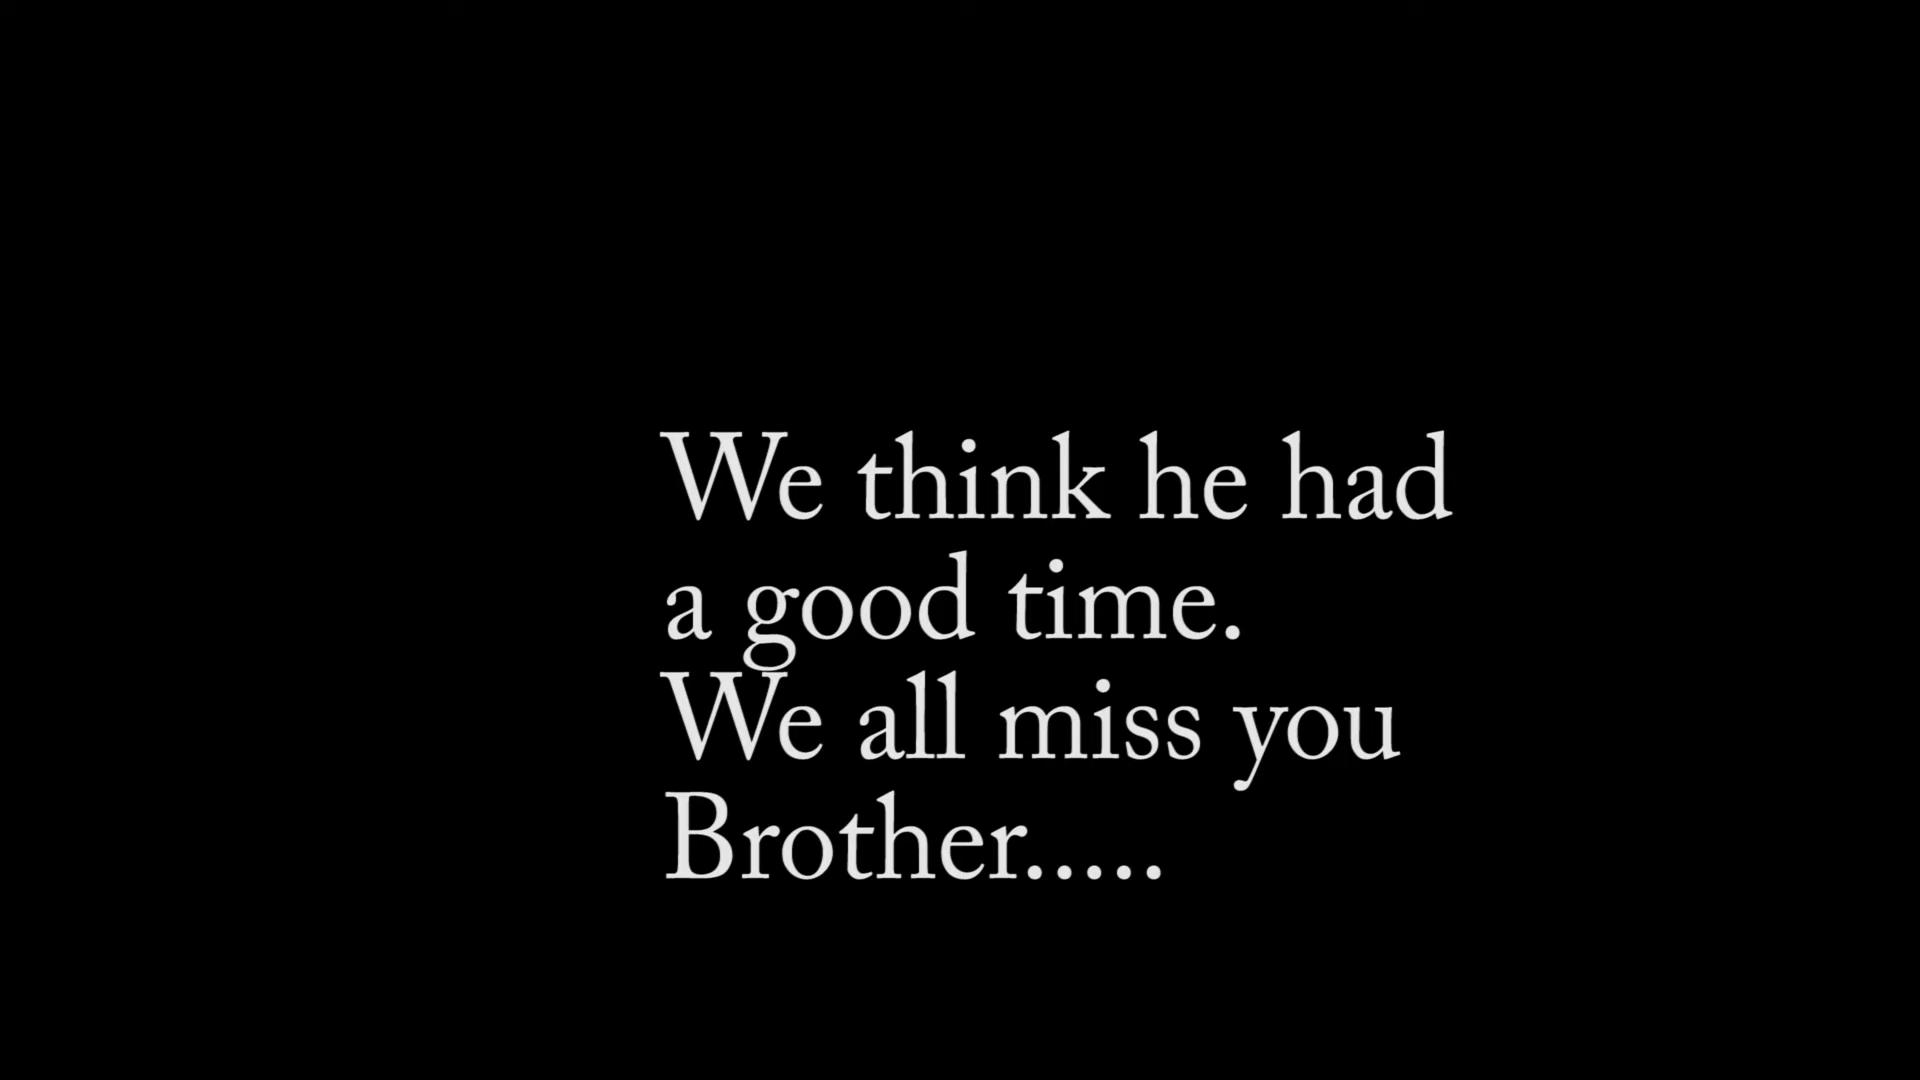 We think he had
a good time.
We all miss you
Brother.....